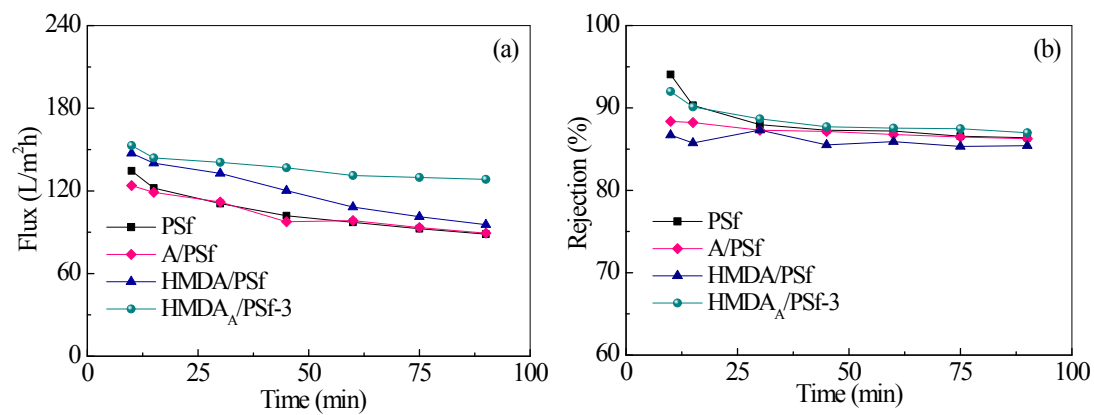 (a)
Flux (L/m²h)
240
180
120
60
0
PSf
A/PSf
HMDA/PSf
HMDA_A/PSf-3
0
25
50
75
100
Time (min)
(b)
Rejection (%)
100
90
80
70
60
PSf
A/PSf
HMDA/PSf
HMDA_A/PSf-3
0
25
50
75
100
Time (min)